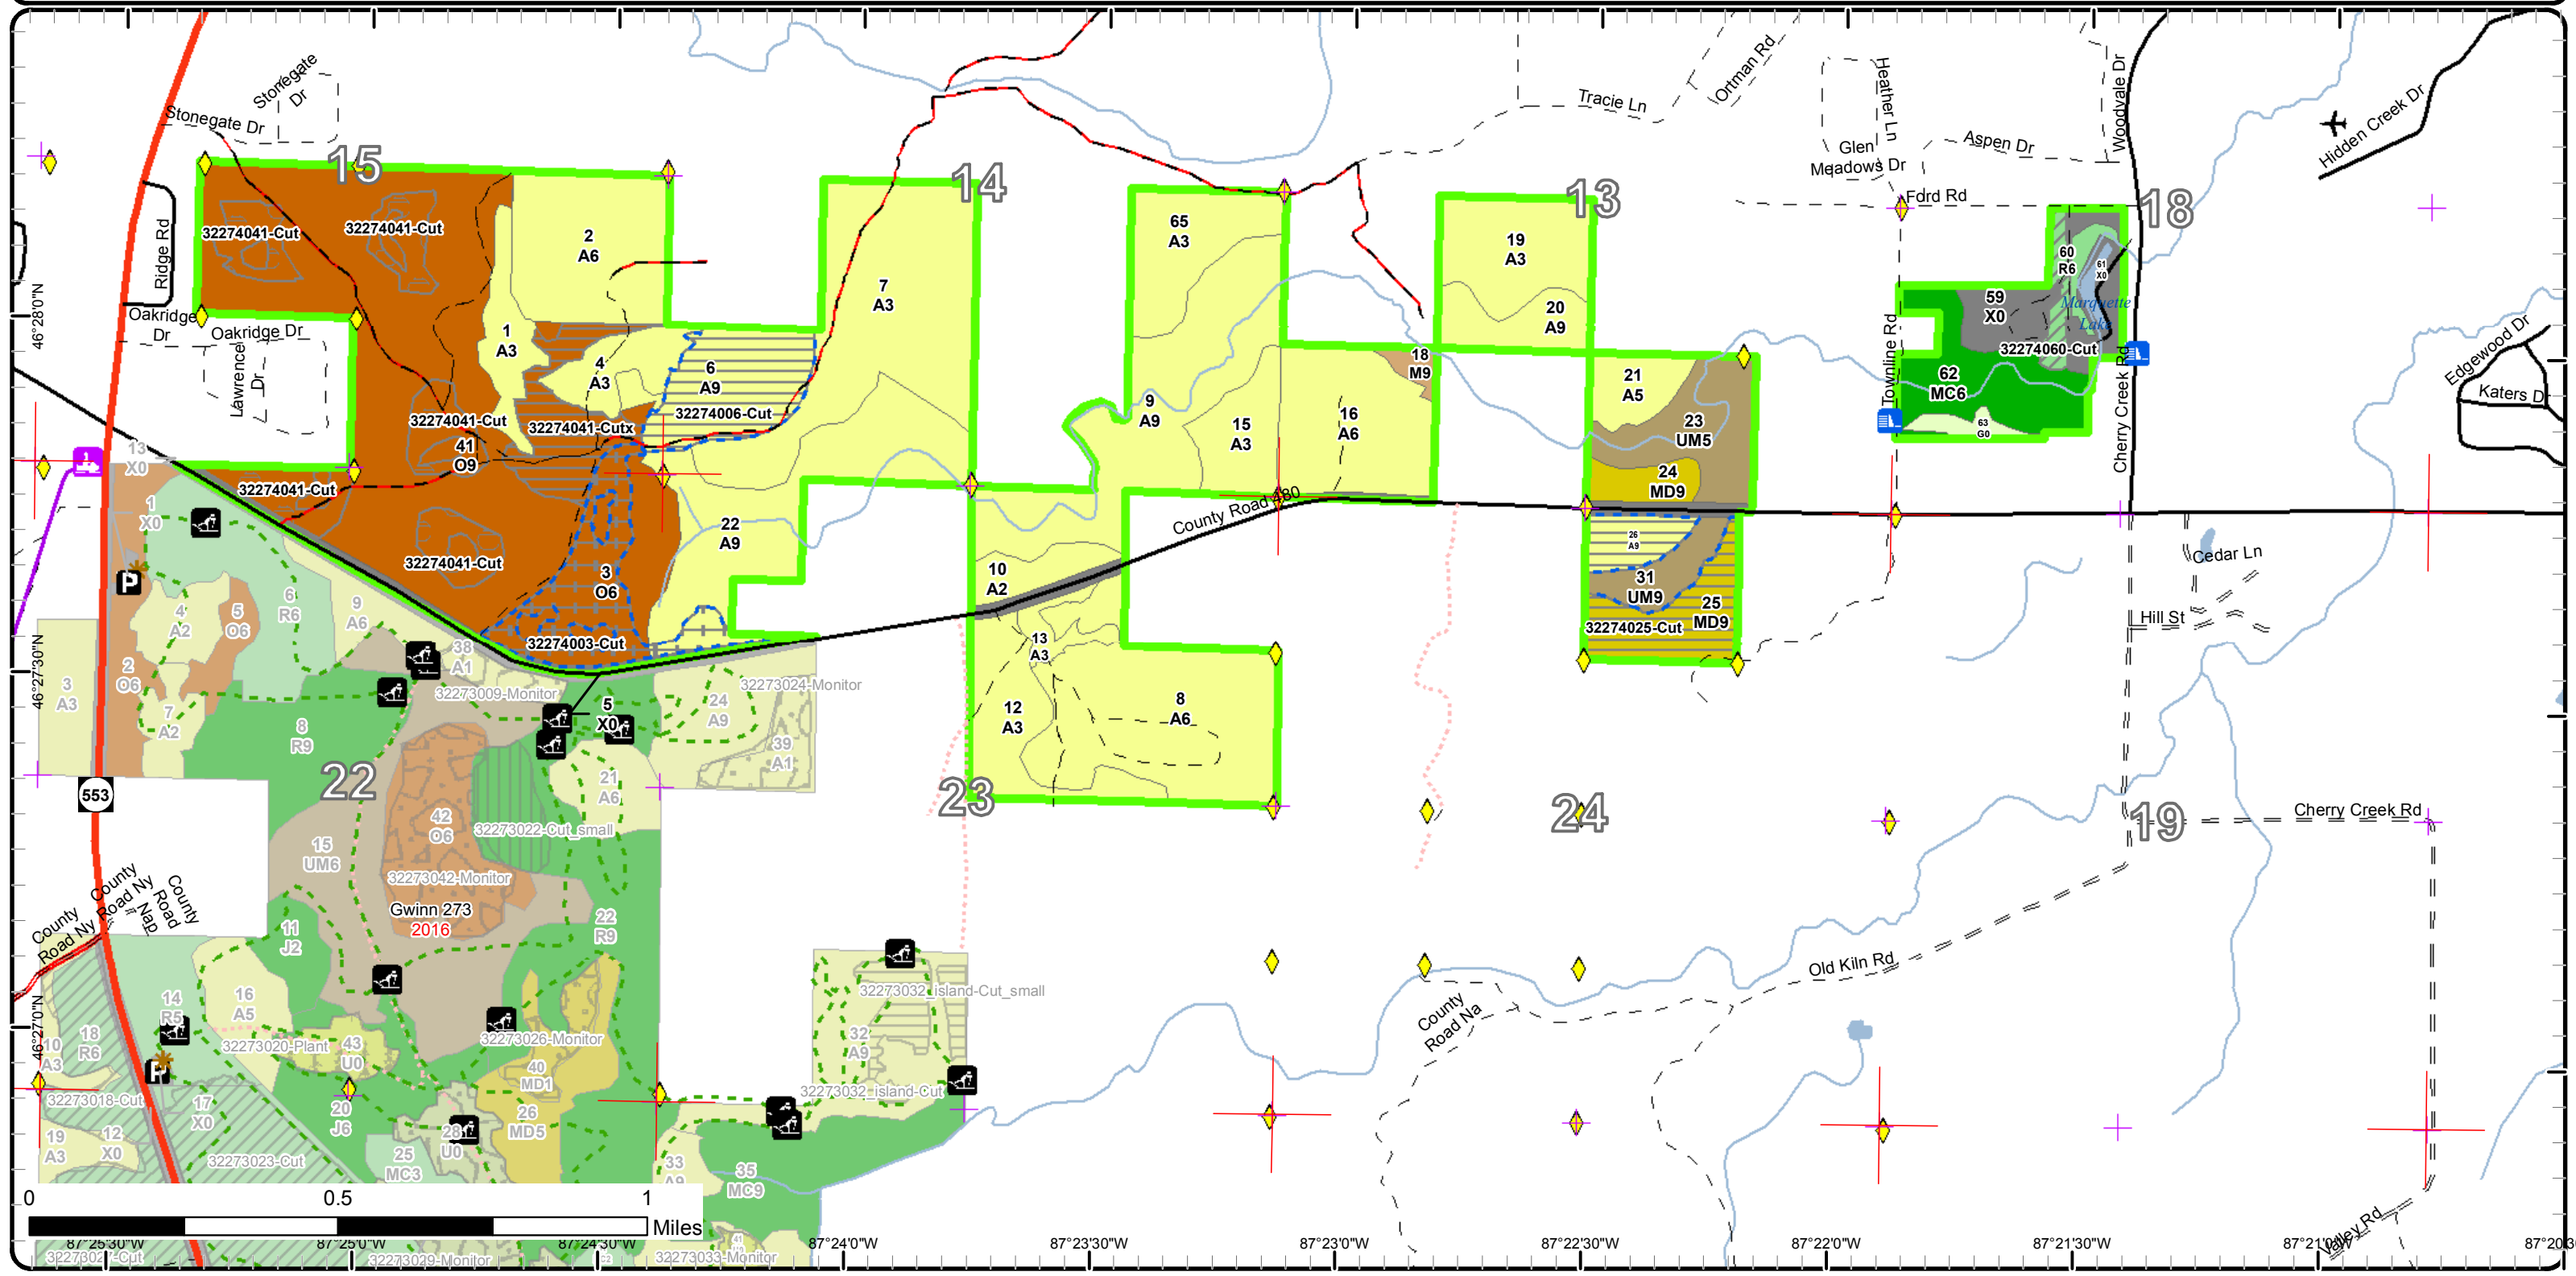 Stonegate
Dr
Stonegate Dr
Tracie Ln
Ortman Rd
Heather Ln
Woodvale Dr
Hidden Creek Dr
Aspen Dr
Glen
Meadows Dr
Ford Rd
15
14
13
18
Ridge Rd
32274041-Cut
32274041-Cut
2
A6
7
A3
65
A3
19
A3
20
A9
60
R6
61
X0
59
X0
Marquette
Lake
32274060-Cut
62
MC6
63
G0
Townline Rd
Cherry Creek Rd
Edgewood Dr
Katers Dr
46°28'0"N
Oakridge
Dr
Oakridge Dr
Lawrence
Dr
1
A3
4
A3
6
A9
32274006-Cut
32274041-Cut
32274041-Cutx
41
O9
32274041-Cut
9
A9
15
A3
16
A6
18
M9
21
A5
23
UM5
24
MD9
County Road 480
13
X0
1
X0
22
A9
32274041-Cut
3
O6
32274003-Cut
10
A2
13
A3
12
A3
8
A6
26
A9
31
UM9
25
MD9
32274025-Cut
Cedar Ln
Hill St
46°27'30"N
4
A2
5
O6
6
R6
9
A6
2
O6
3
A3
7
A2
8
R9
38
A1
32273009-Monitor
5
X0
24
A9
32273024-Monitor
39
A1
21
A6
553
22
23
24
19
Cherry Creek Rd
42
O6
32273022-Cut_small
15
UM6
32273042-Monitor
Gwinn 273
2016
22
R9
11
J2
County
Road Ny
County
Road Ny
County
Road
Nap
Old Kiln Rd
County
Road Na
32273032_island-Cut_small
32
A9
32273032_island-Cut
46°27'0"N
14
R5
16
A5
18
R6
10
A3
32273020-Plant
43
U0
32273026-Monitor
40
MD1
26
MD5
32273018-Cut
17
X0
20
J6
28
U0
25
MC3
19
A3
12
X0
32273023-Cut
33
A9
35
MC9
P
P
0
0.5
1
Miles
Valley Rd
32273029-Monitor
32273033-Monitor
87°25'30"W
87°25'0"W
87°24'30"W
87°24'0"W
87°23'30"W
87°23'0"W
87°22'30"W
87°22'0"W
87°21'30"W
87°21'0"W